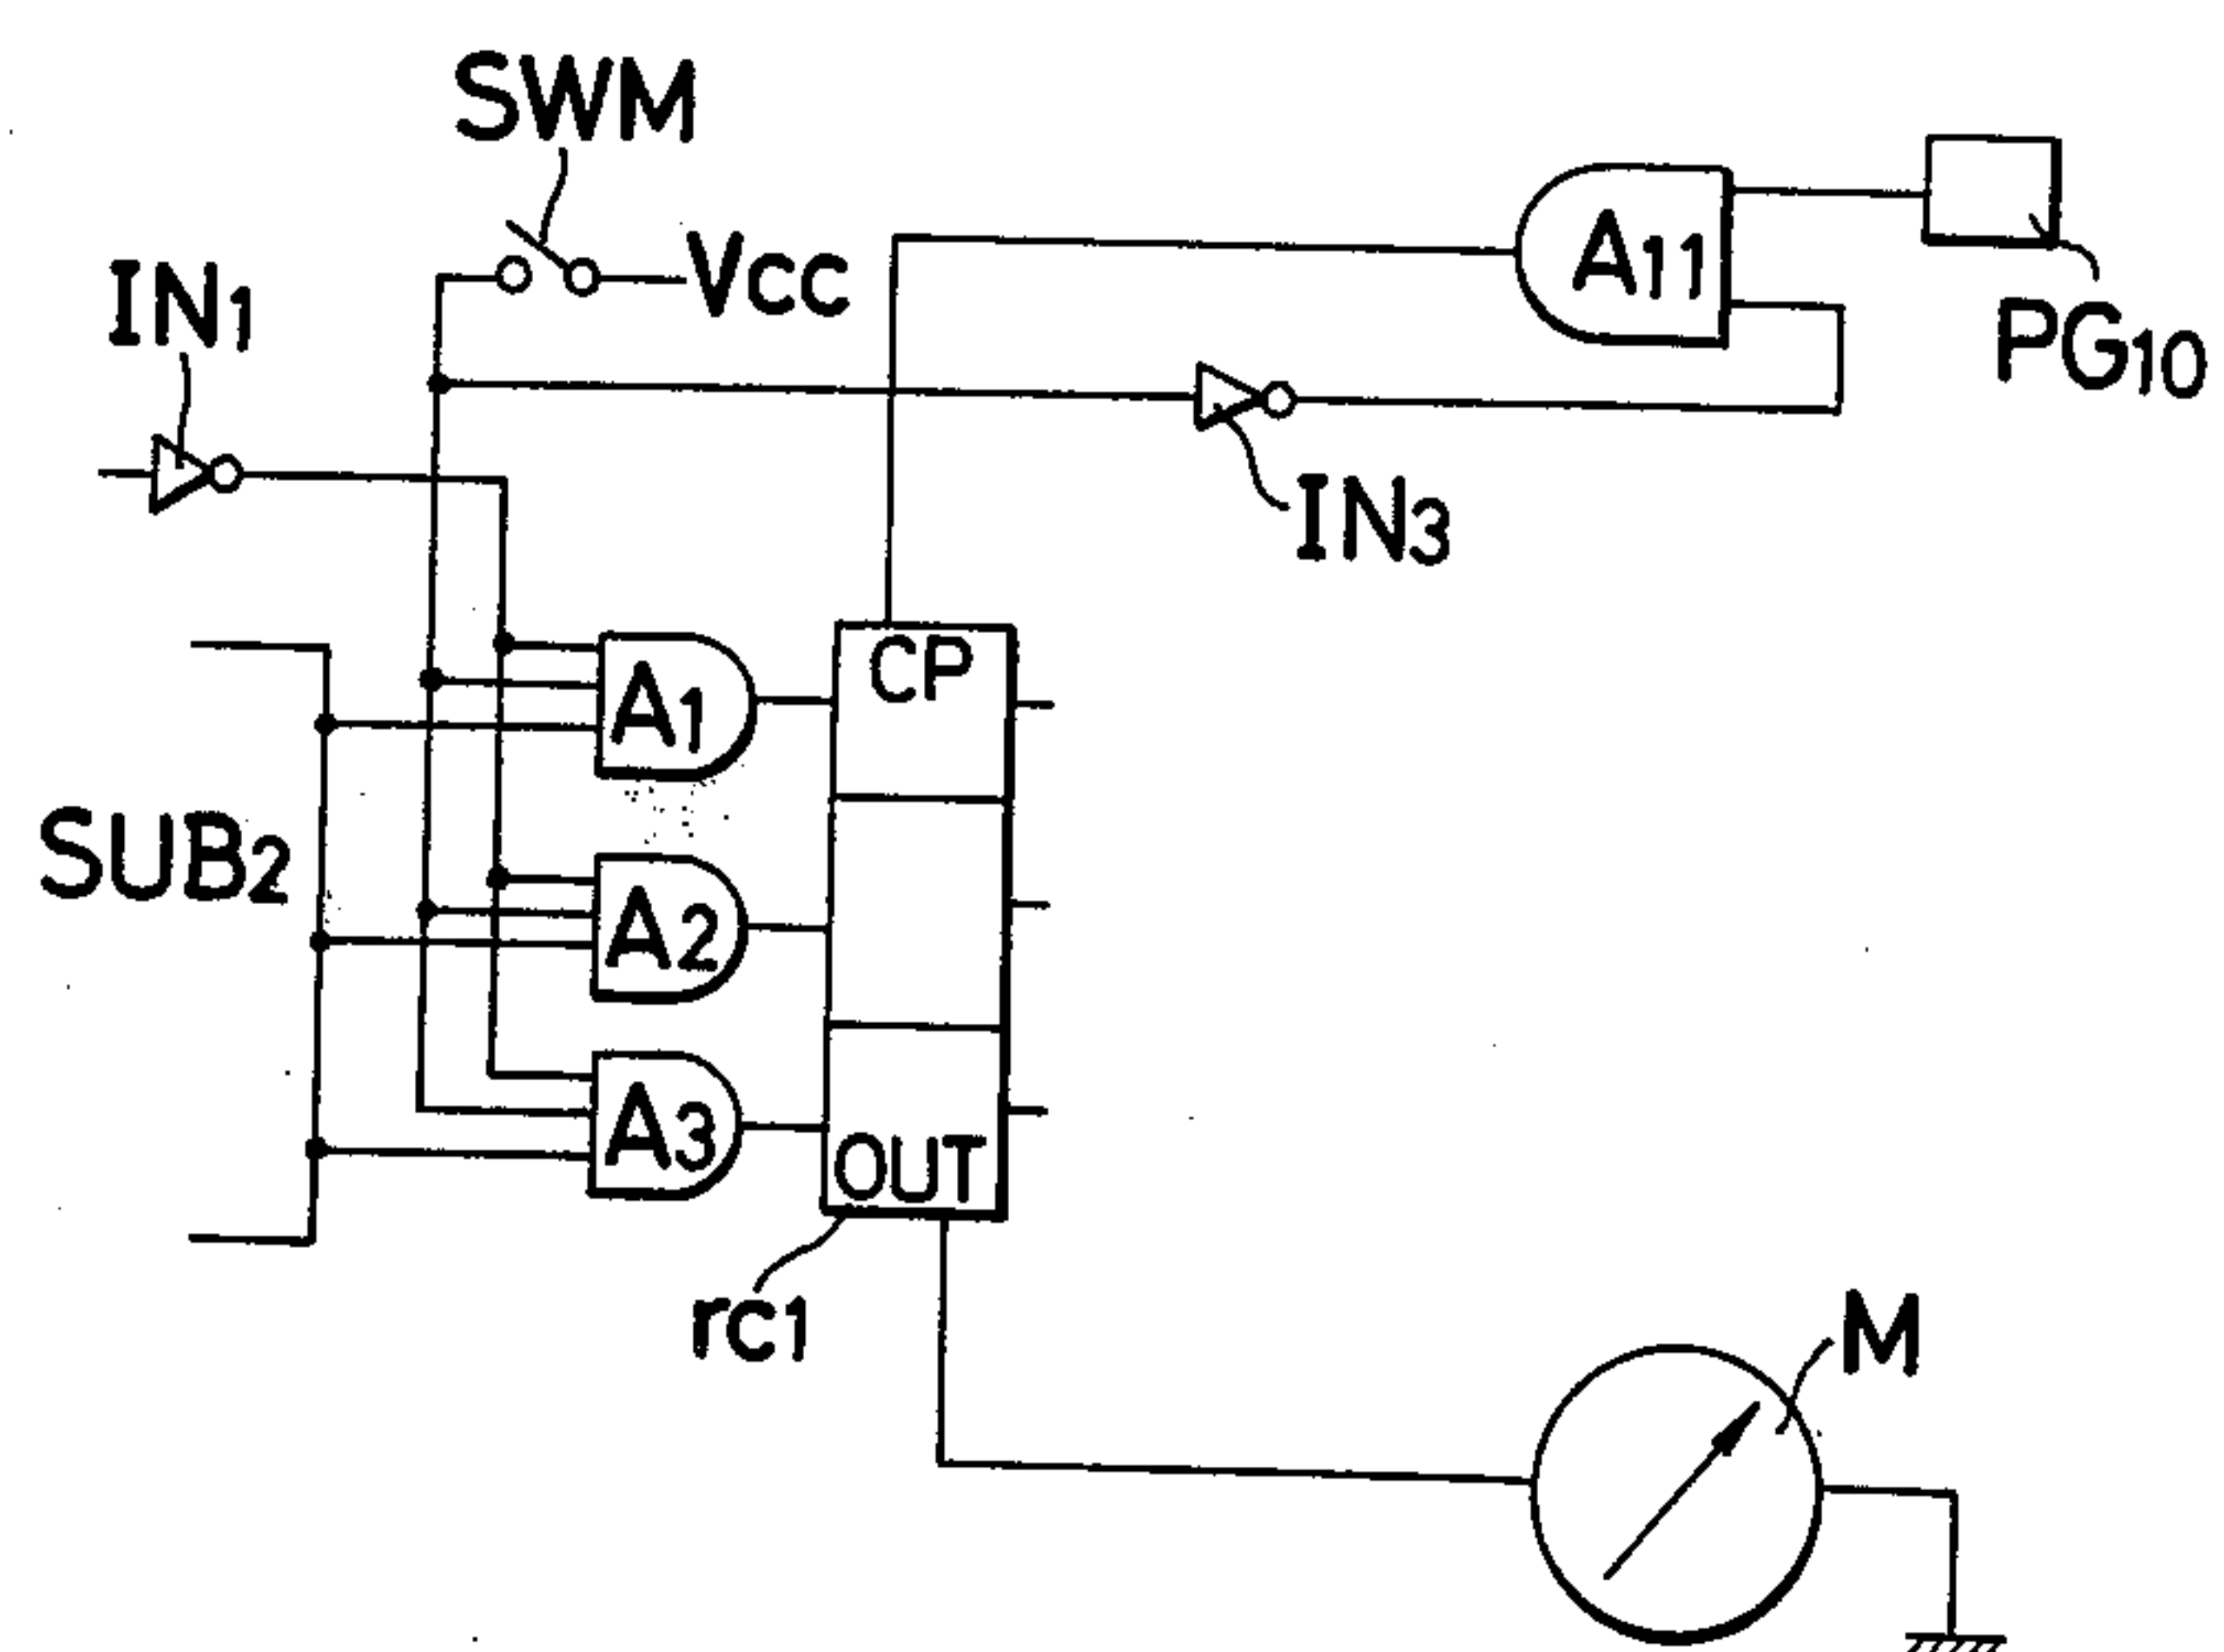 SWM
Vcc
IN1
A11
PG10
IN3
A1
CP
SUB2
A2
A3
OUT
rc1
M